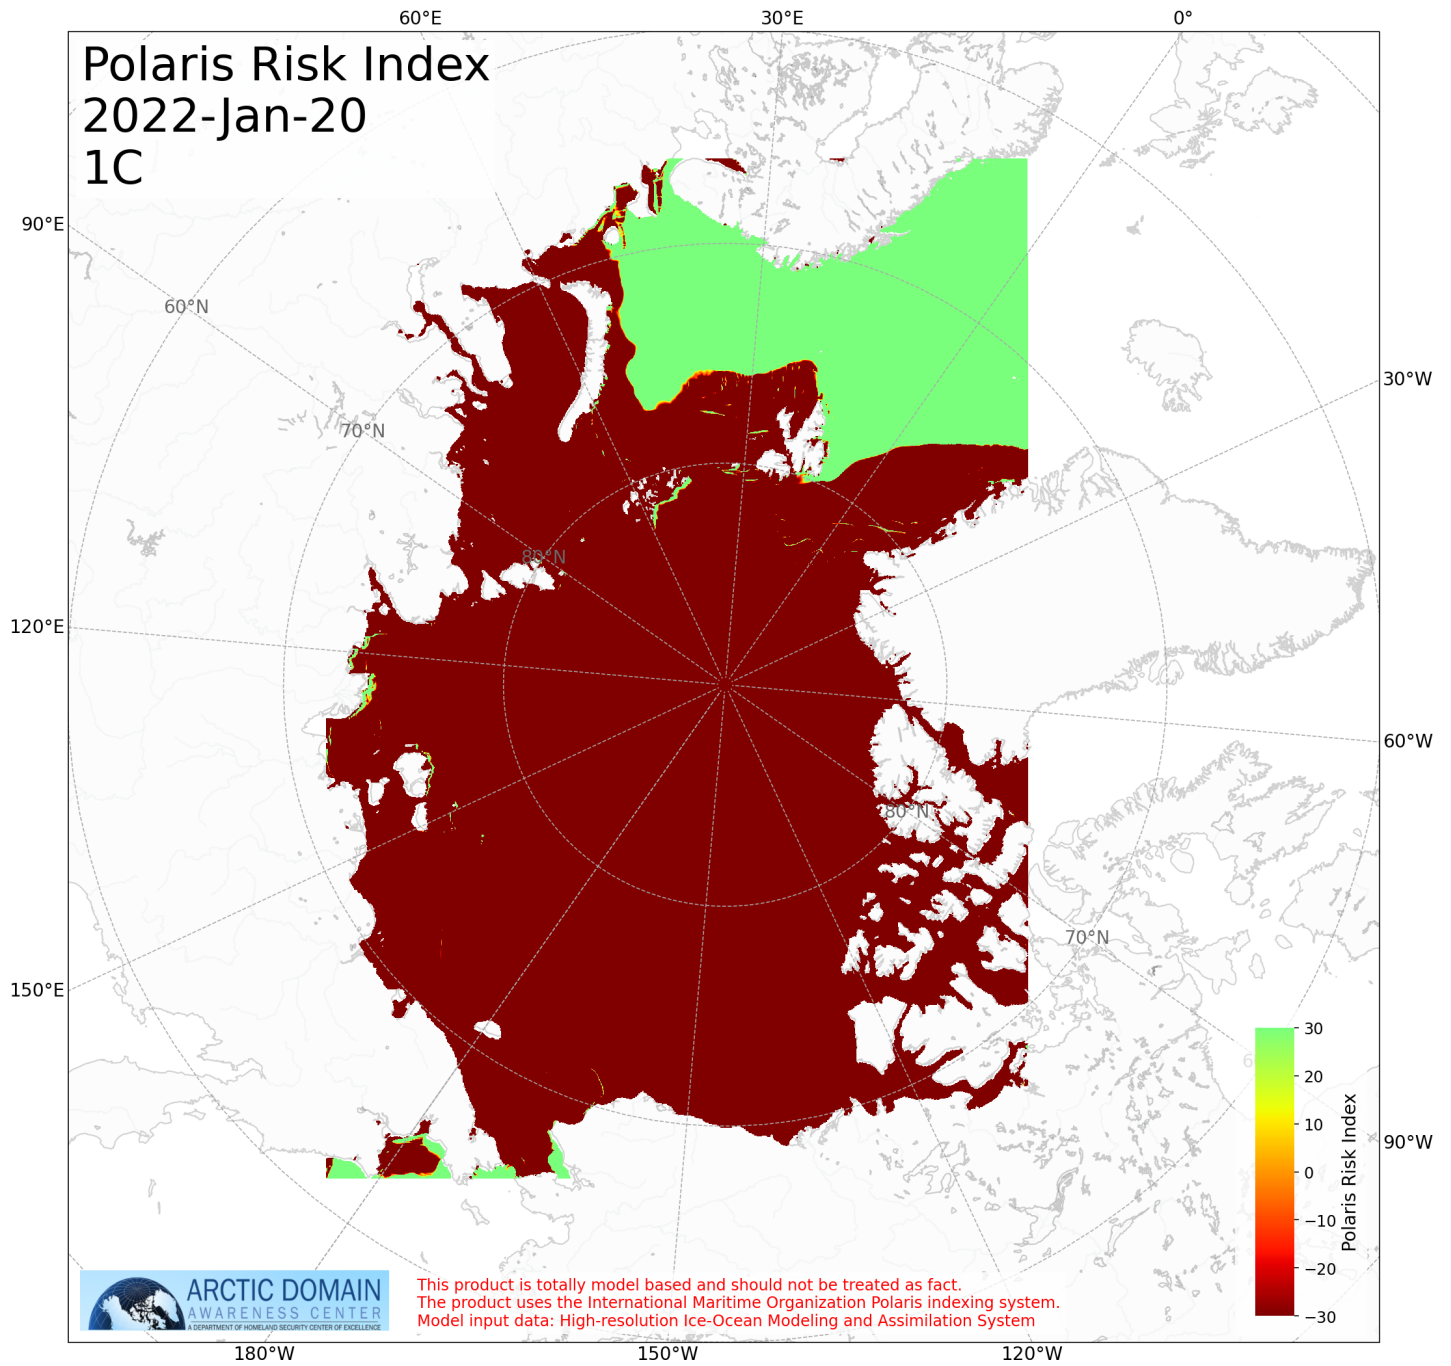 60°E
30°E
0°
Polaris Risk Index
2022-Jan-20
1C
90°E
60°N
30°W
70°N
80°N
120°E
60°W
80°N
70°N
150°E
30
20
10
0
−10
−20
−30
Polaris Risk Index
90°W
ARCTIC DOMAIN
AWARENESS CENTER
A DEPARTMENT OF HOMELAND SECURITY CENTER OF EXCELLENCE
This product is totally model based and should not be treated as fact.
The product uses the International Maritime Organization Polaris indexing system.
Model input data: High-resolution Ice-Ocean Modeling and Assimilation System
180°W
150°W
120°W